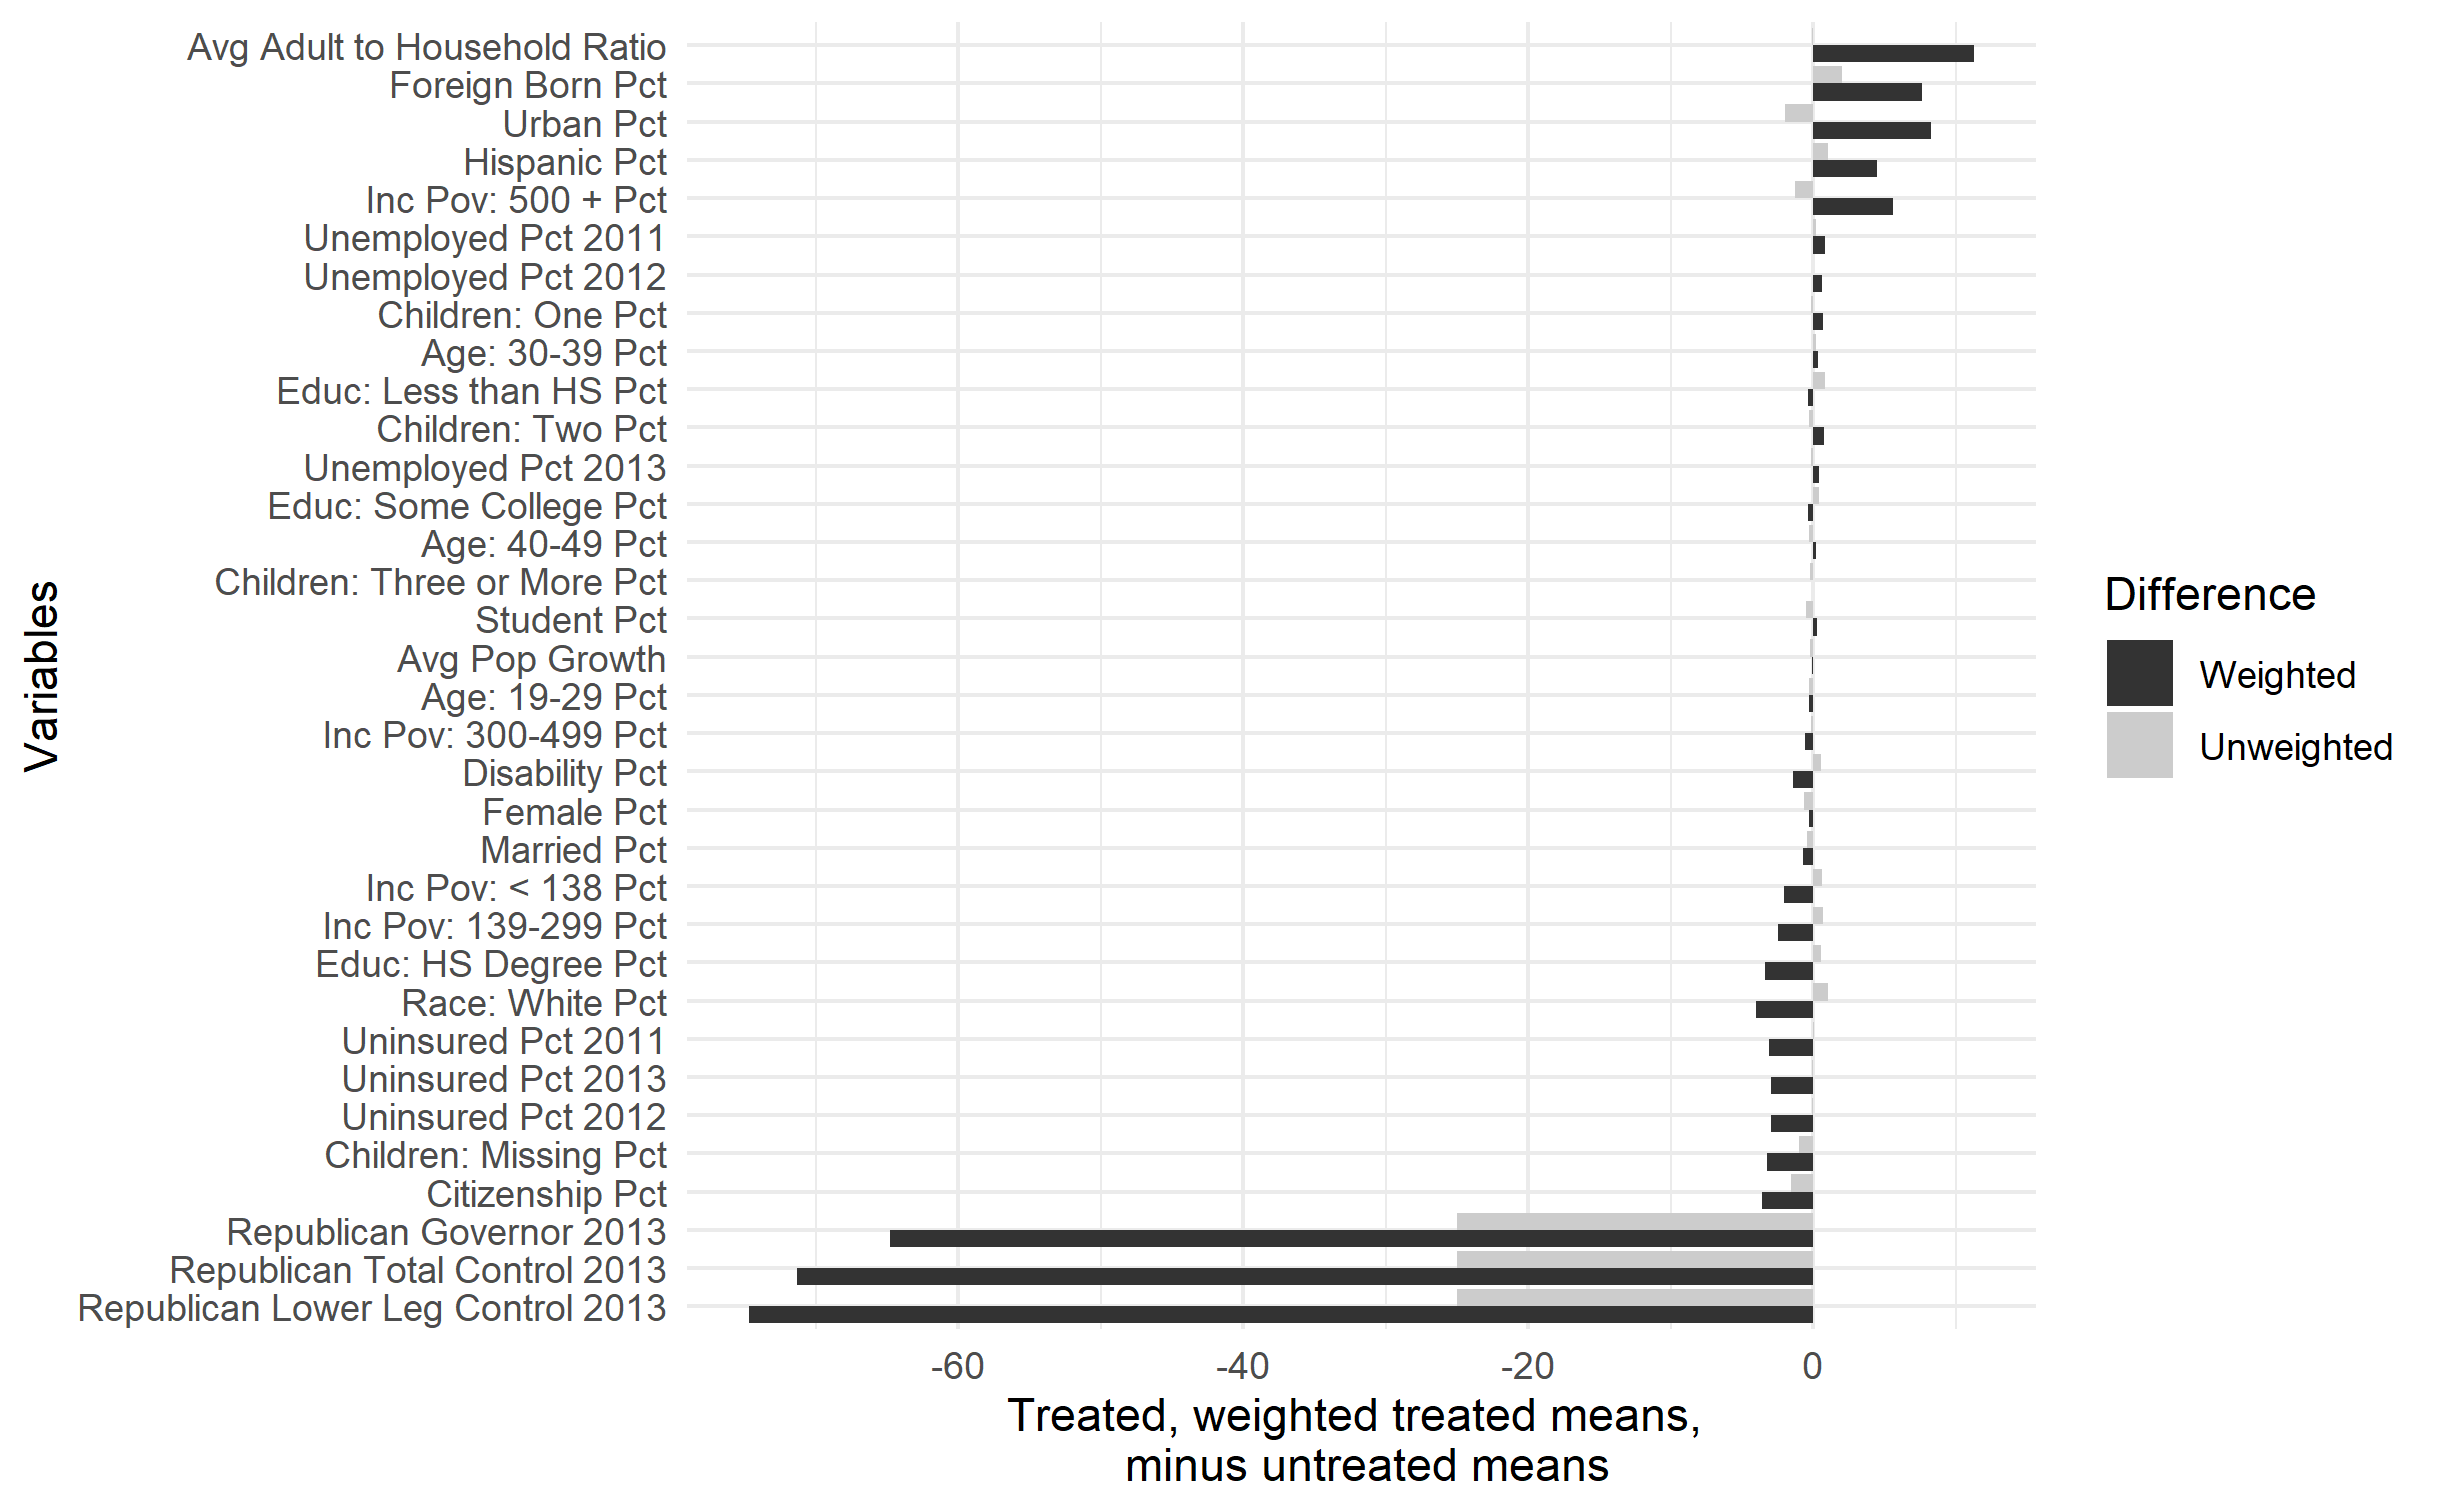 Avg Adult to Household Ratio
Foreign Born Pct
Urban Pct
Hispanic Pct
Inc Pov: 500 + Pct
Unemployed Pct 2011
Unemployed Pct 2012
Children: One Pct
Age: 30-39 Pct
Educ: Less than HS Pct
Children: Two Pct
Unemployed Pct 2013
Educ: Some College Pct
Age: 40-49 Pct
Children: Three or More Pct
Student Pct
Avg Pop Growth
Age: 19-29 Pct
Inc Pov: 300-499 Pct
Disability Pct
Female Pct
Married Pct
Inc Pov: < 138 Pct
Inc Pov: 139-299 Pct
Educ: HS Degree Pct
Race: White Pct
Uninsured Pct 2011
Uninsured Pct 2013
Uninsured Pct 2012
Children: Missing Pct
Citizenship Pct
Republican Governor 2013
Republican Total Control 2013
Republican Lower Leg Control 2013
Variables
-60 -40 -20 0
Treated, weighted treated means,
minus untreated means
Difference
Weighted
Unweighted